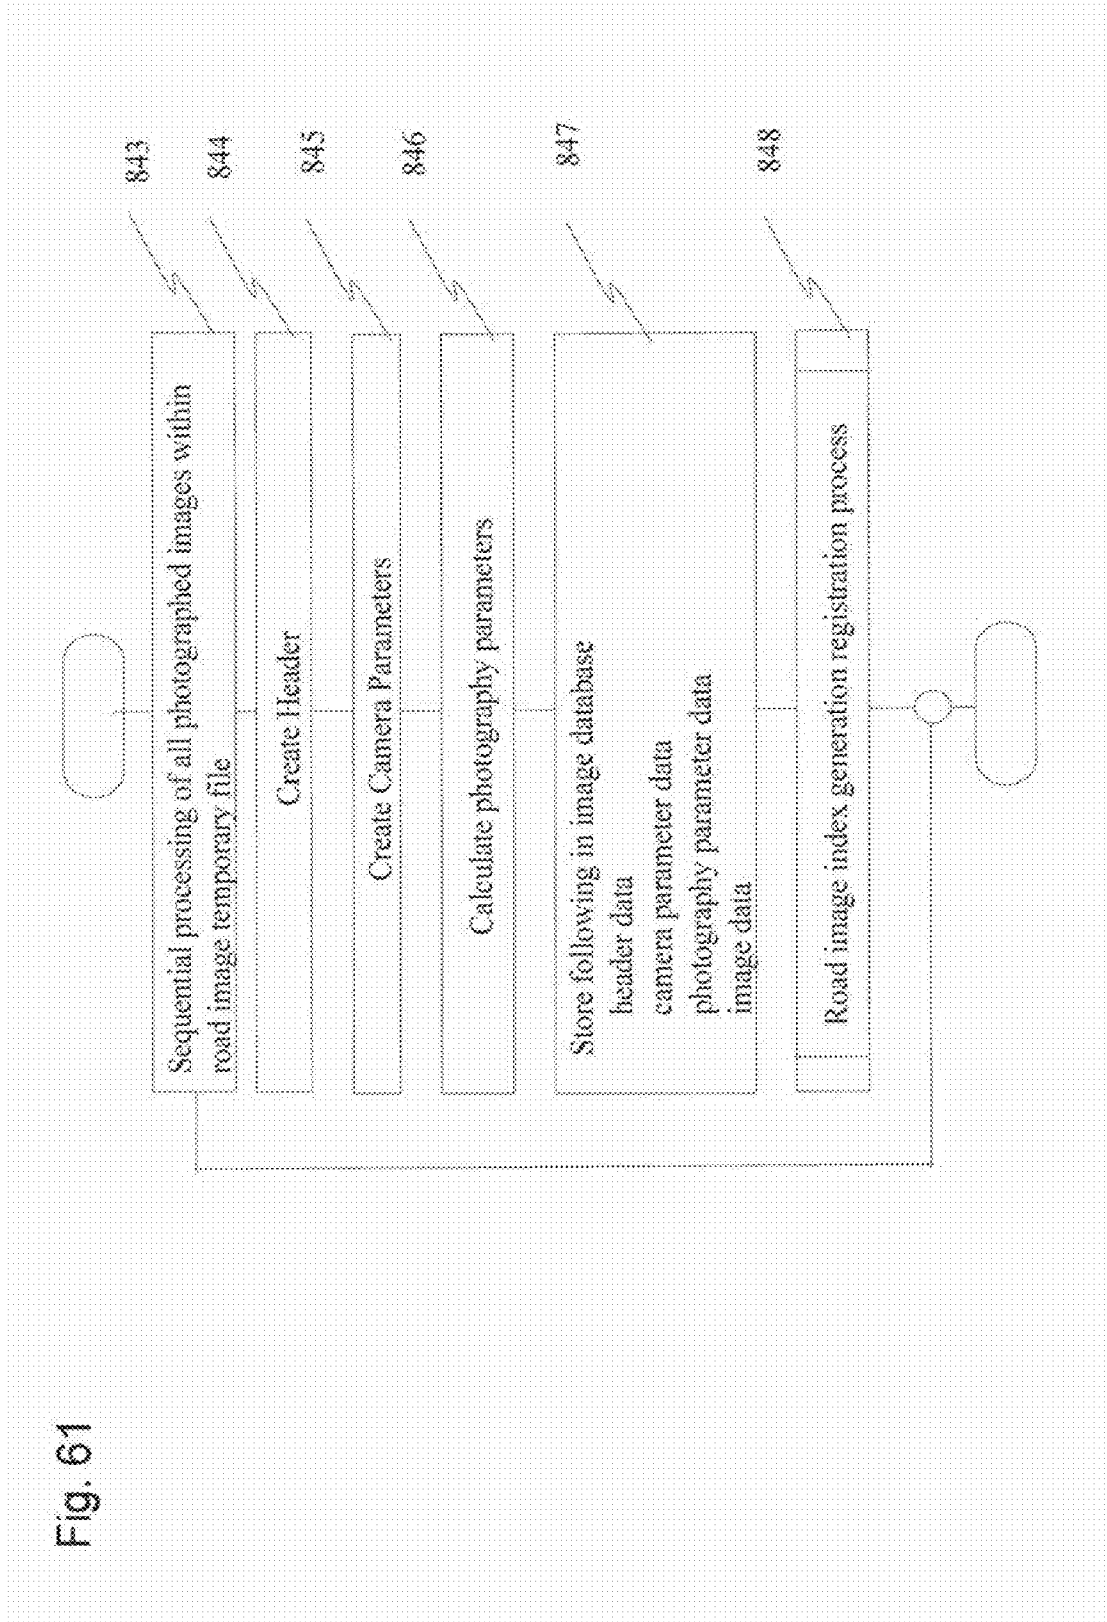 Fig. 61
Sequential processing of all photographed images within
road image temporary file
843
Create Header
844
Create Camera Parameters
845
Calculate photography parameters
846
Store following in image database
header data
camera parameter data
photography parameter data
image data
847
Road image index generation registration process
848